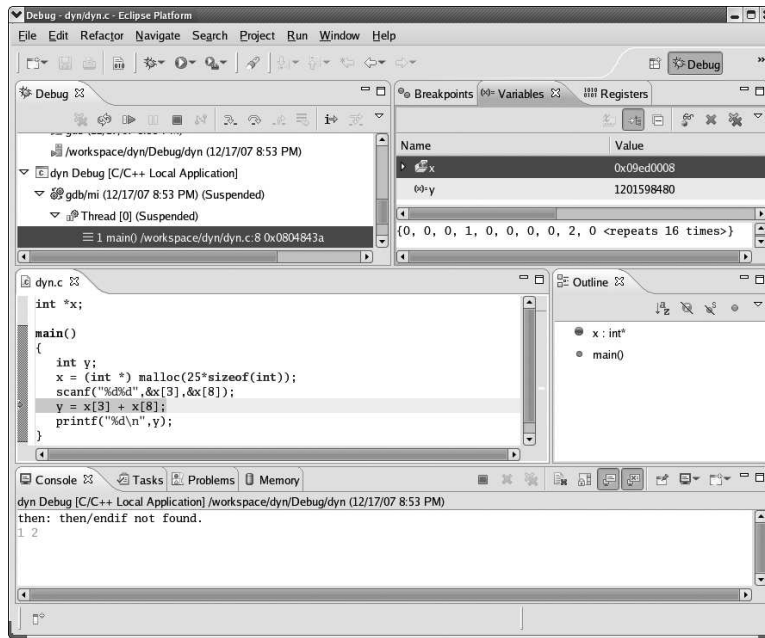 Debug - dyn/dyn.c - Eclipse Platform
File Edit Refactor Navigate Search Project Run Window Help
Debug
Debug
Breakpoints (x)= Variables 1010 0101 Registers
/workspace/dyn/Debug/dyn (12/17/07 8:53 PM)
dyn Debug [C/C++ Local Application]
gdb/mi (12/17/07 8:53 PM) (Suspended)
Thread [0] (Suspended)
1 main() /workspace/dyn/dyn.c:8 0x0804843a
Name Value
x 0x09ed0008
(x)= y 1201598480
{0, 0, 0, 1, 0, 0, 0, 0, 2, 0 <repeats 16 times>}
dyn.c
int *x;
main()
{
int y;
x = (int *) malloc(25*sizeof(int));
scanf("%d%d",&x[3],&x[8]);
y = x[3] + x[8];
printf("%d\n",y);
}
Outline
x : int*
main()
Console Tasks Problems Memory
dyn Debug [C/C++ Local Application] /workspace/dyn/Debug/dyn (12/17/07 8:53 PM)
then: then/endif not found.
1 2